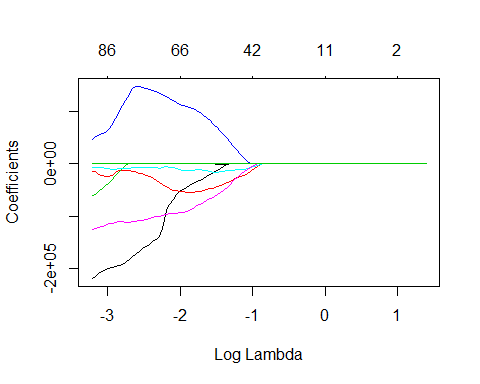 86 66 42 11 2
Coefficients
0e+00
-2e+05
-3 -2 -1 0 1
Log Lambda